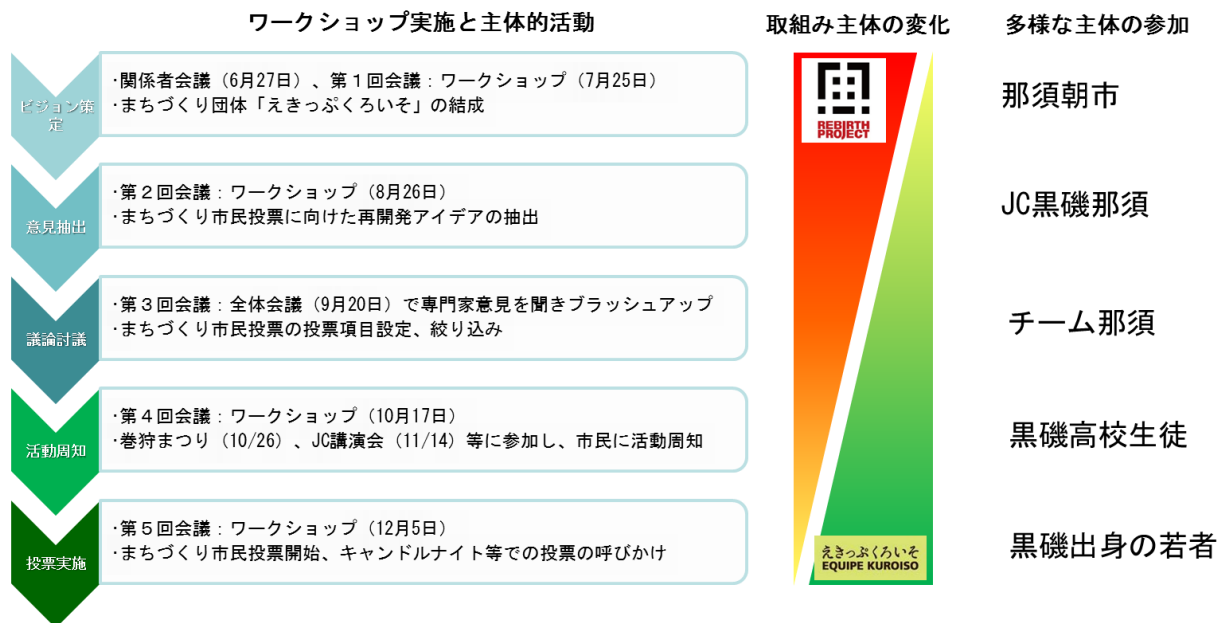 ワークショップ実施と主体的活動
取組み主体の変化
多様な主体の参加
ビジョン策
定
・関係者会議（6月27日）、第１回会議：ワークショップ（7月25日）
・まちづくり団体「えきっぷくろいそ」の結成
意見抽出
・第２回会議：ワークショップ（8月26日）
・まちづくり市民投票に向けた再開発アイデアの抽出
議論討議
・第３回会議：全体会議（9月20日）で専門家意見を聞きブラッシュアップ
・まちづくり市民投票の投票項目設定、絞り込み
活動周知
・第４回会議：ワークショップ（10月17日）
・巻狩まつり（10/26）、JC講演会（11/14）等に参加し、市民に活動周知
投票実施
・第５回会議：ワークショップ（12月5日）
・まちづくり市民投票開始、キャンドルナイト等での投票の呼びかけ
REBIRTH
PROJECT
えきっぷくろいそ
EQUIPE KUROISO
那須朝市
JC黒磯那須
チーム那須
黒磯高校生徒
黒磯出身の若者